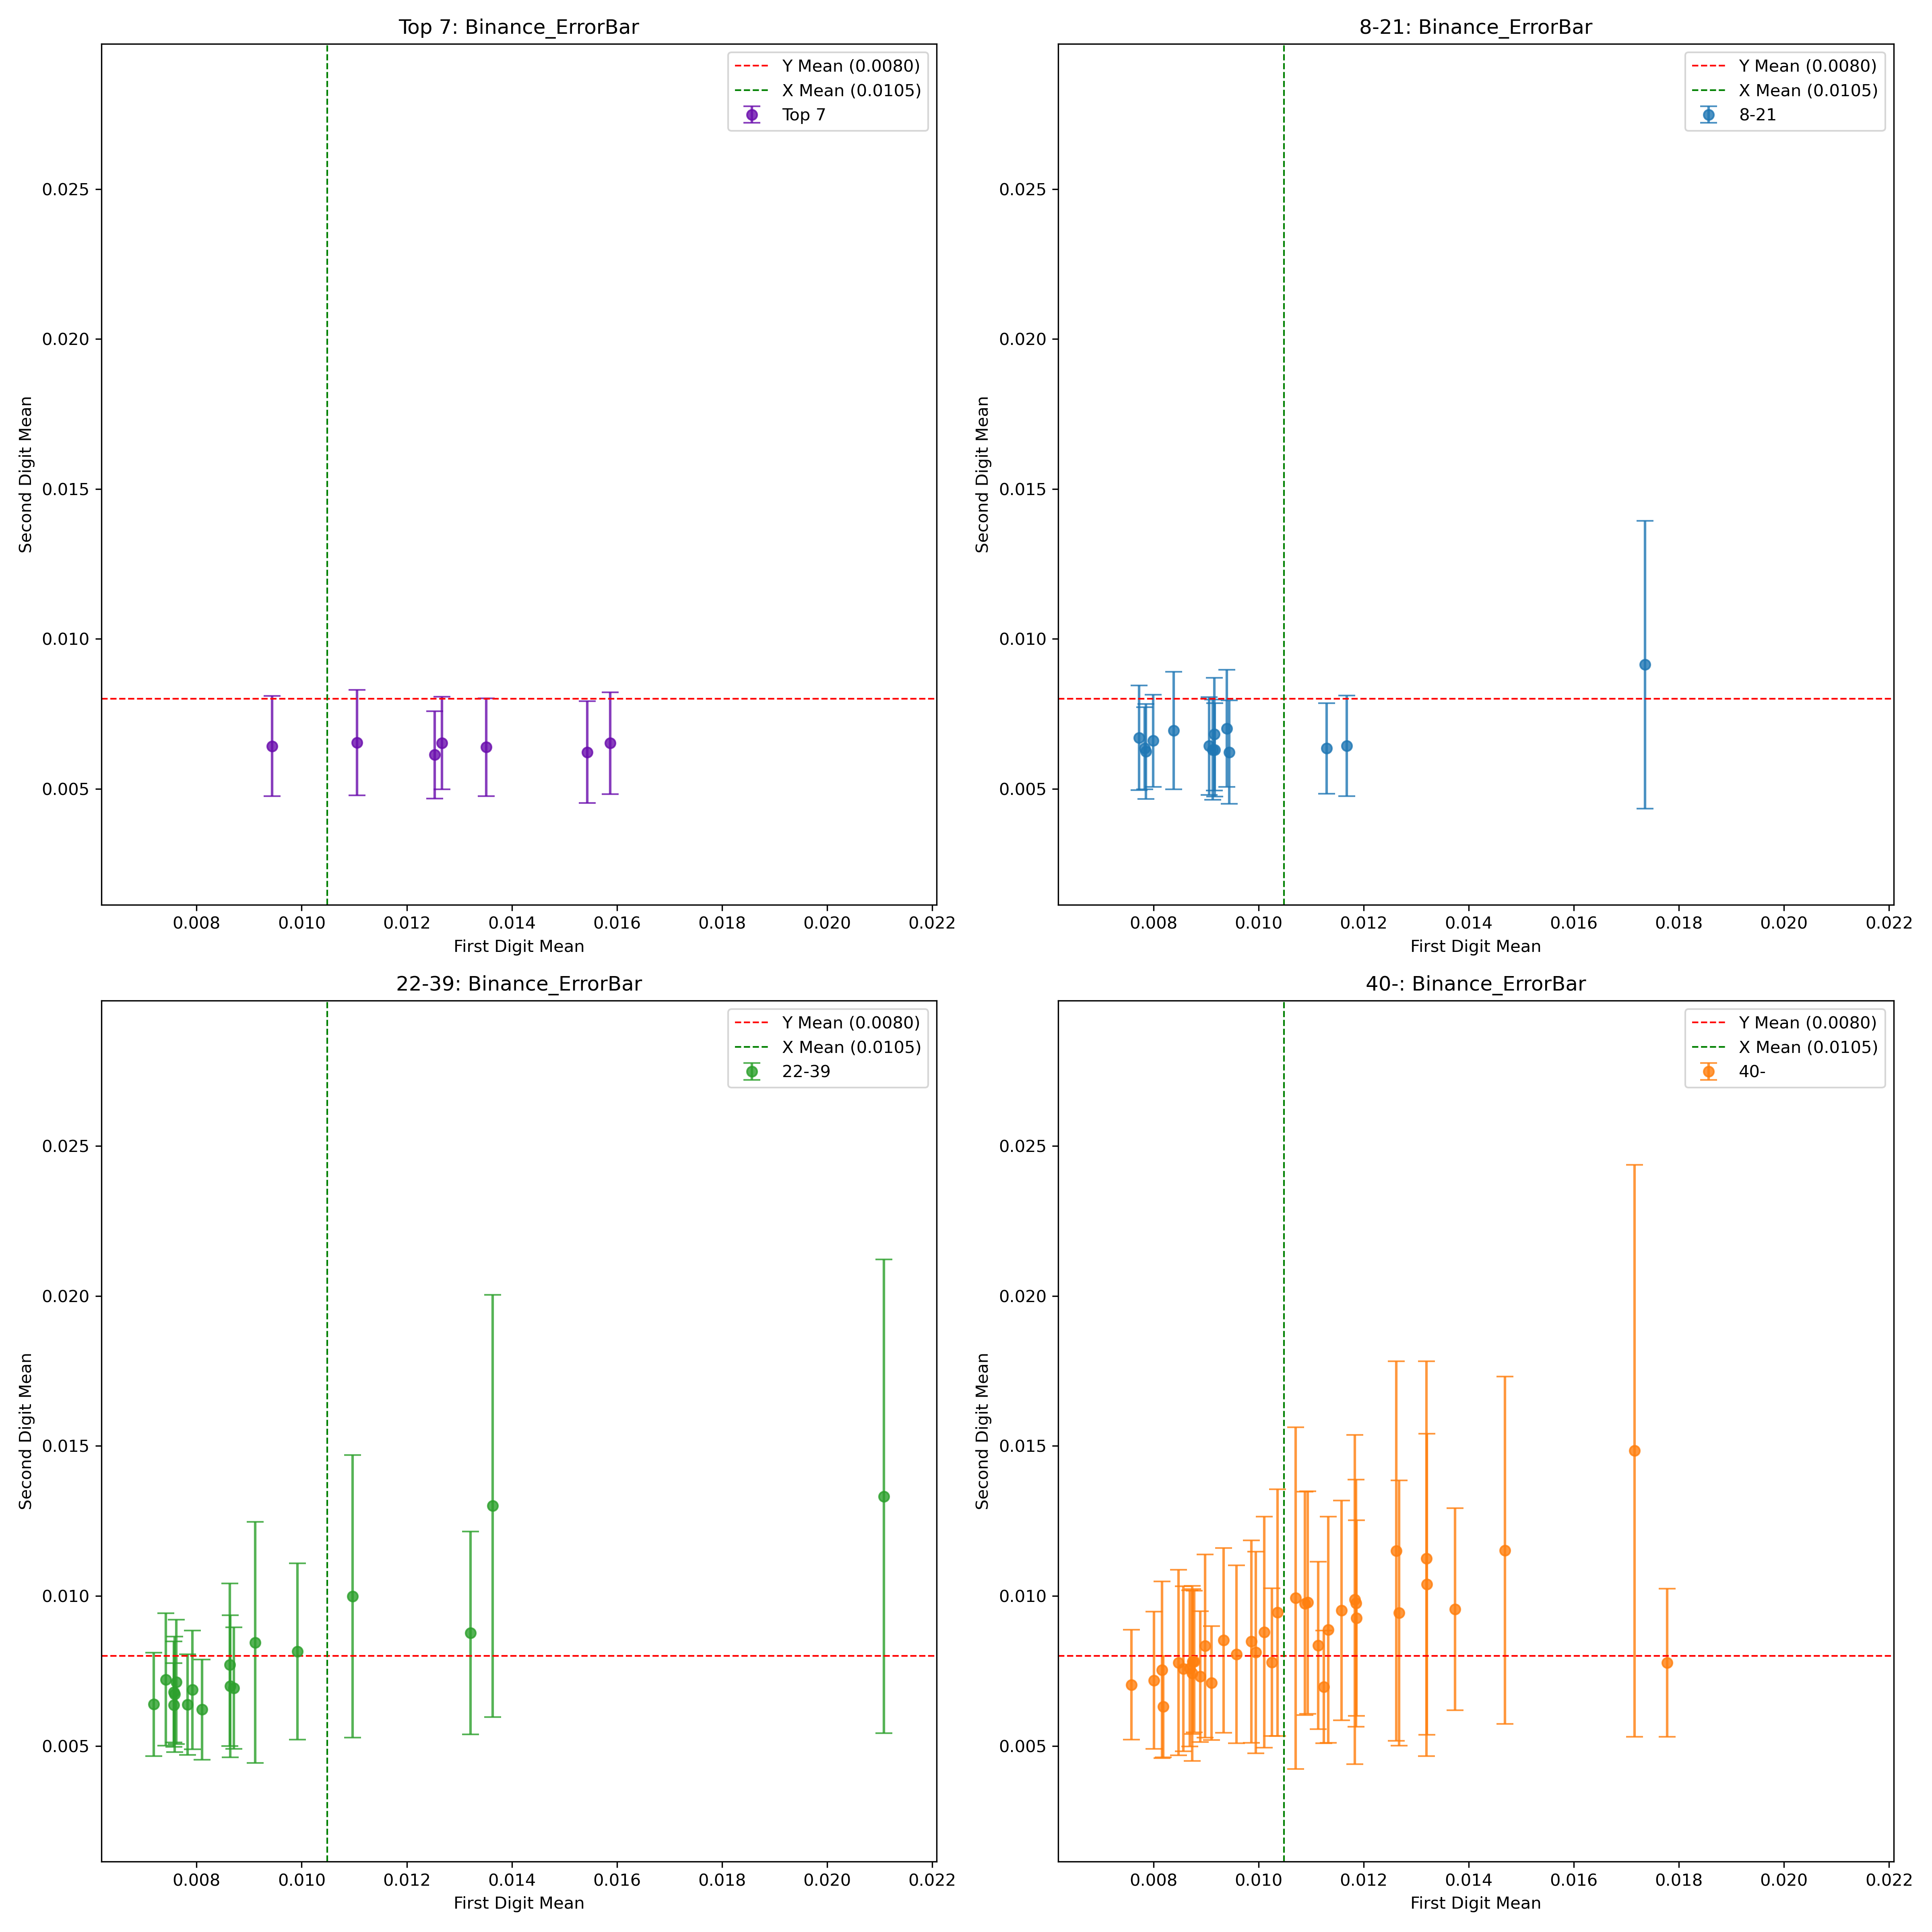 Top 7: Binance_ErrorBar
Y Mean (0.0080)
X Mean (0.0105)
Top 7
0.025
0.020
0.015
0.010
0.005
Second Digit Mean
0.008 0.010 0.012 0.014 0.016 0.018 0.020 0.022
First Digit Mean
8-21: Binance_ErrorBar
Y Mean (0.0080)
X Mean (0.0105)
8-21
0.025
0.020
0.015
0.010
0.005
Second Digit Mean
0.008 0.010 0.012 0.014 0.016 0.018 0.020 0.022
First Digit Mean
22-39: Binance_ErrorBar
Y Mean (0.0080)
X Mean (0.0105)
22-39
0.025
0.020
0.015
0.010
0.005
Second Digit Mean
0.008 0.010 0.012 0.014 0.016 0.018 0.020 0.022
First Digit Mean
40-: Binance_ErrorBar
Y Mean (0.0080)
X Mean (0.0105)
40-
0.025
0.020
0.015
0.010
0.005
Second Digit Mean
0.008 0.010 0.012 0.014 0.016 0.018 0.020 0.022
First Digit Mean